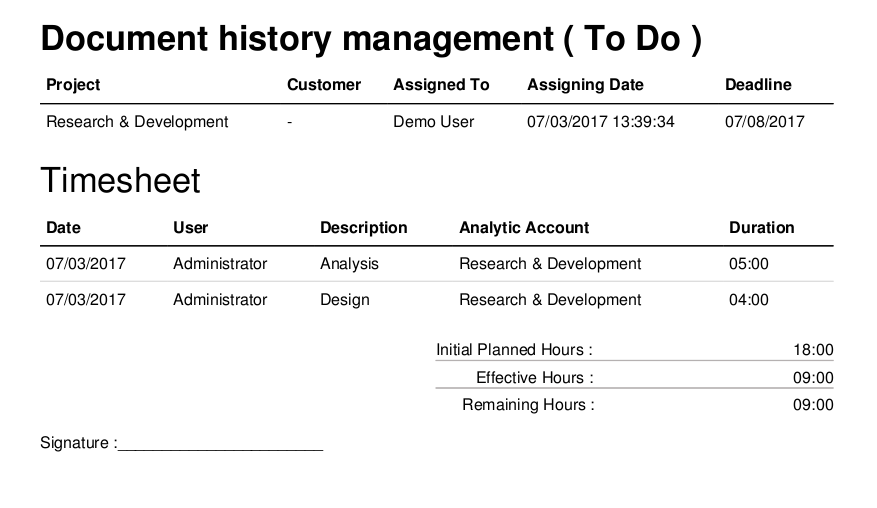 Document history management ( To Do )
Project Customer Assigned To Assigning Date Deadline
Research & Development - Demo User 07/03/2017 13:39:34 07/08/2017
Timesheet
Date User Description Analytic Account Duration
07/03/2017 Administrator Analysis Research & Development 05:00
07/03/2017 Administrator Design Research & Development 04:00
Initial Planned Hours : 18:00
Effective Hours : 09:00
Remaining Hours : 09:00
Signature :_______________________